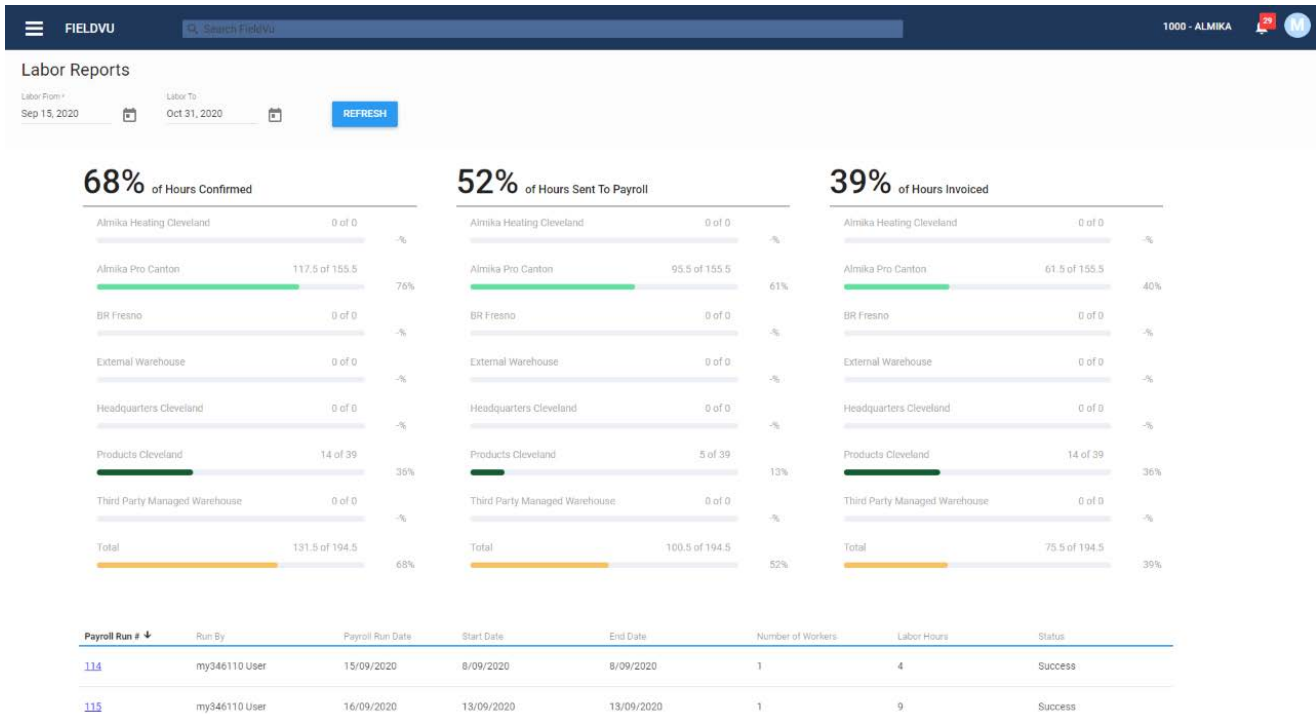 FIELDVU Search FieldVu 1000 - ALMIKA 29 M
Labor Reports
Labor From * Labor To
Sep 15, 2020 Oct 31, 2020 REFRESH
68% of Hours Confirmed 52% of Hours Sent To Payroll 39% of Hours Invoiced
Almika Heating Cleveland 0 of 0 Almika Heating Cleveland 0 of 0 Almika Heating Cleveland 0 of 0
-% -% -%
Almika Pro Canton 117.5 of 155.5 Almika Pro Canton 95.5 of 155.5 Almika Pro Canton 61.5 of 155.5
76% 61% 40%
BR Fresno 0 of 0 BR Fresno 0 of 0 BR Fresno 0 of 0
-% -% -%
External Warehouse 0 of 0 External Warehouse 0 of 0 External Warehouse 0 of 0
-% -% -%
Headquarters Cleveland 0 of 0 Headquarters Cleveland 0 of 0 Headquarters Cleveland 0 of 0
-% -% -%
Products Cleveland 14 of 39 Products Cleveland 5 of 39 Products Cleveland 14 of 39
36% 13% 36%
Third Party Managed Warehouse 0 of 0 Third Party Managed Warehouse 0 of 0 Third Party Managed Warehouse 0 of 0
-% -% -%
Total 131.5 of 194.5 Total 100.5 of 194.5 Total 75.5 of 194.5
68% 52% 39%
Payroll Run # Run By Payroll Run Date Start Date End Date Number of Workers Labor Hours Status
114 my346110 User 15/09/2020 8/09/2020 8/09/2020 1 4 Success
115 my346110 User 16/09/2020 13/09/2020 13/09/2020 1 9 Success